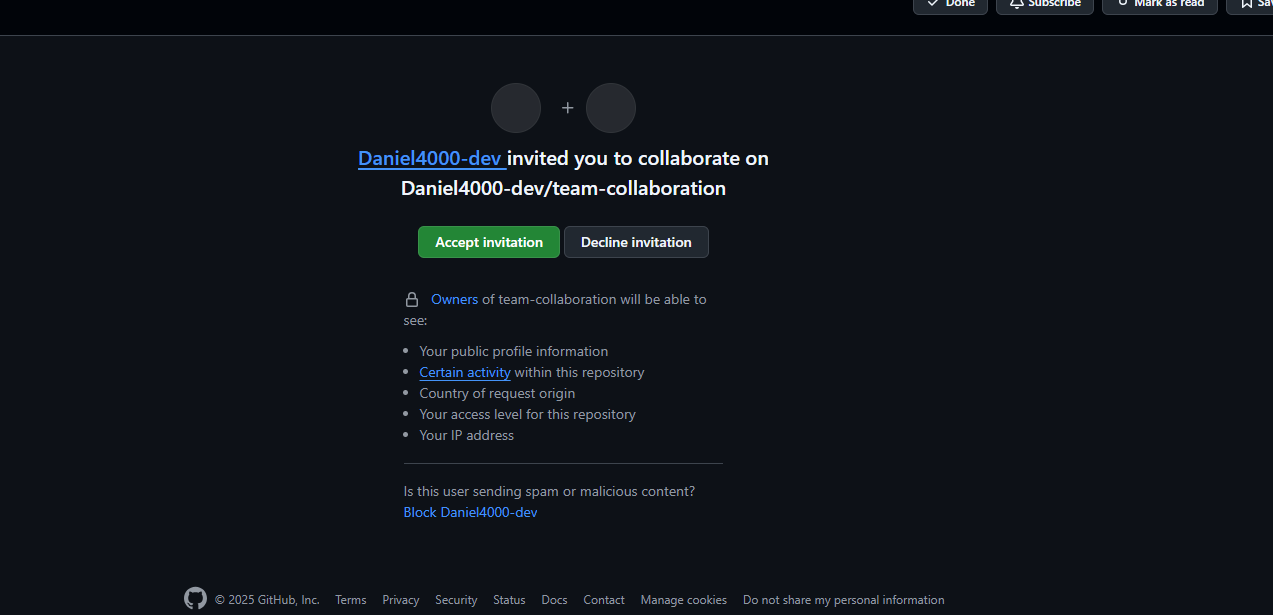 Done Subscribe Mark as read
+
Daniel4000-dev invited you to collaborate on
Daniel4000-dev/team-collaboration
Accept invitation Decline invitation
Owners of team-collaboration will be able to
see:
• Your public profile information
• Certain activity within this repository
• Country of request origin
• Your access level for this repository
• Your IP address
Is this user sending spam or malicious content?
Block Daniel4000-dev
© 2025 GitHub, Inc. Terms Privacy Security Status Docs Contact Manage cookies Do not share my personal information